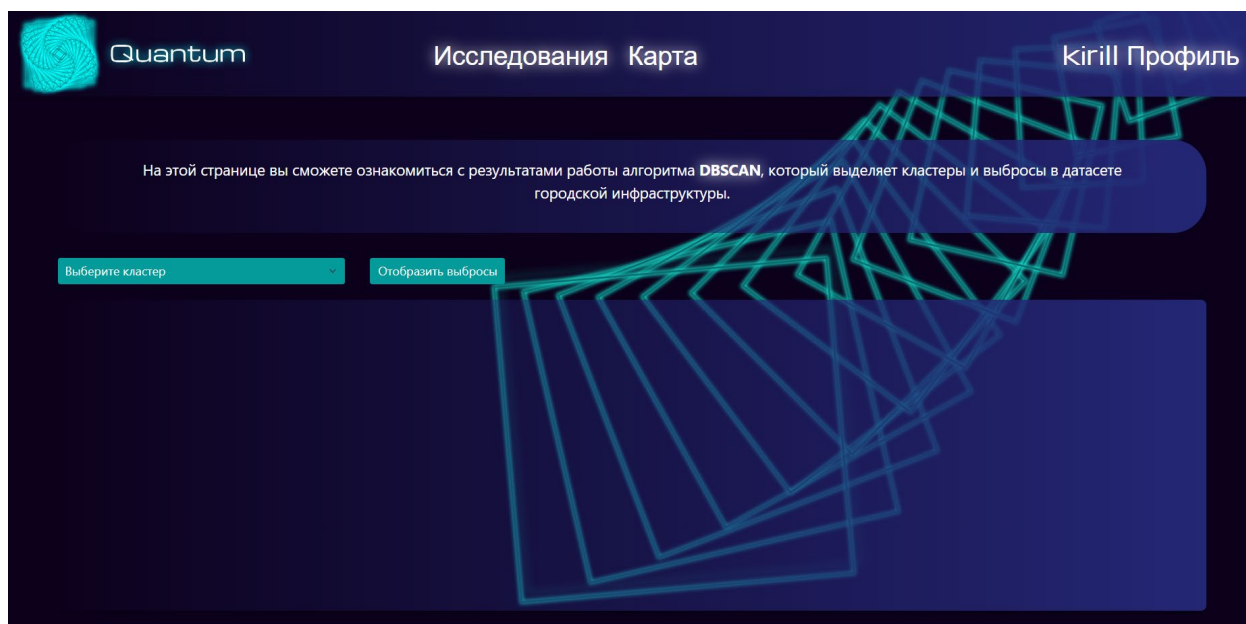 Quantum
Исследования Карта
kirill Профиль
На этой странице вы сможете ознакомиться с результатами работы алгоритма DBSCAN, который выделяет кластеры и выбросы в датасете
городской инфраструктуры.
Выберите кластер
Отобразить выбросы